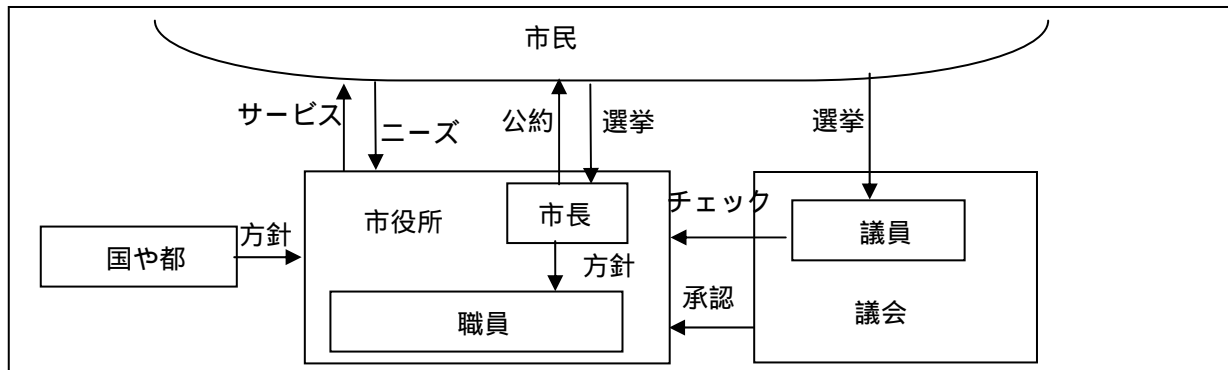 市民
サービス
ニーズ
公約
選挙
選挙
市役所
市長
チェック
議員
国や都
方針
方針
職員
承認
議会